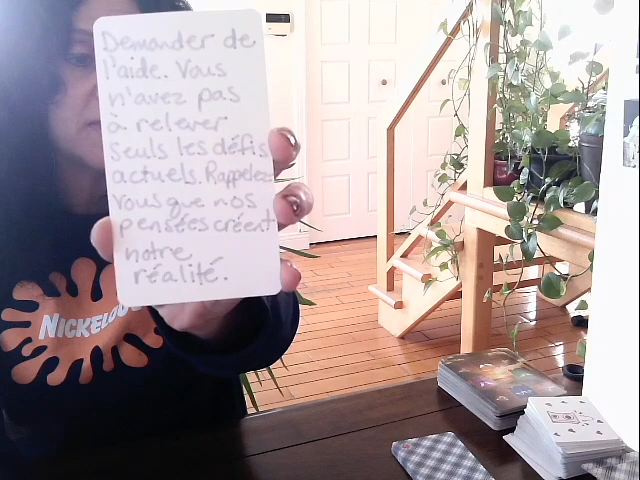 Demander de
l'aide. Vous
n'avez pas
à relever
seuls les défis
actuels. Rappelez
vous que nos
pensées créent
notre
réalité.
NICKELO